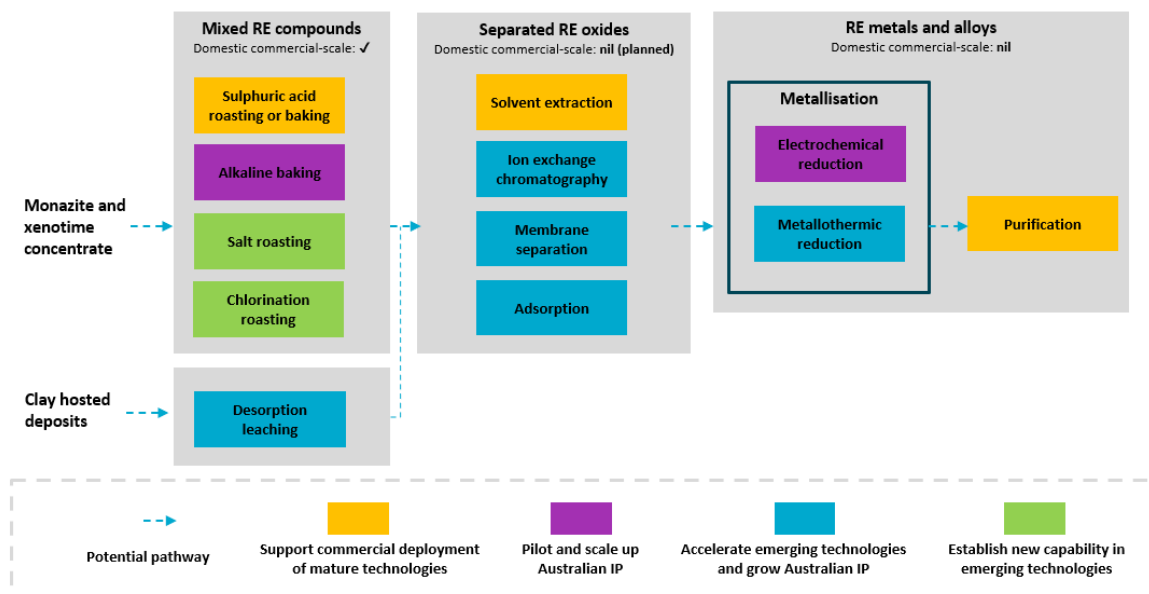 Mixed RE compounds
Domestic commercial-scale: ✓
Sulphuric acid
roasting or baking
Alkaline baking
Salt roasting
Chlorination
roasting
Monazite and
xenotime
concentrate
Clay hosted
deposits
Desorption
leaching
Separated RE oxides
Domestic commercial-scale: nil (planned)
Solvent extraction
Ion exchange
chromatography
Membrane
separation
Adsorption
RE metals and alloys
Domestic commercial-scale: nil
Metallisation
Electrochemical
reduction
Metallothermic
reduction
Purification
Potential pathway
Support commercial deployment
of mature technologies
Pilot and scale up
Australian IP
Accelerate emerging technologies
and grow Australian IP
Establish new capability in
emerging technologies